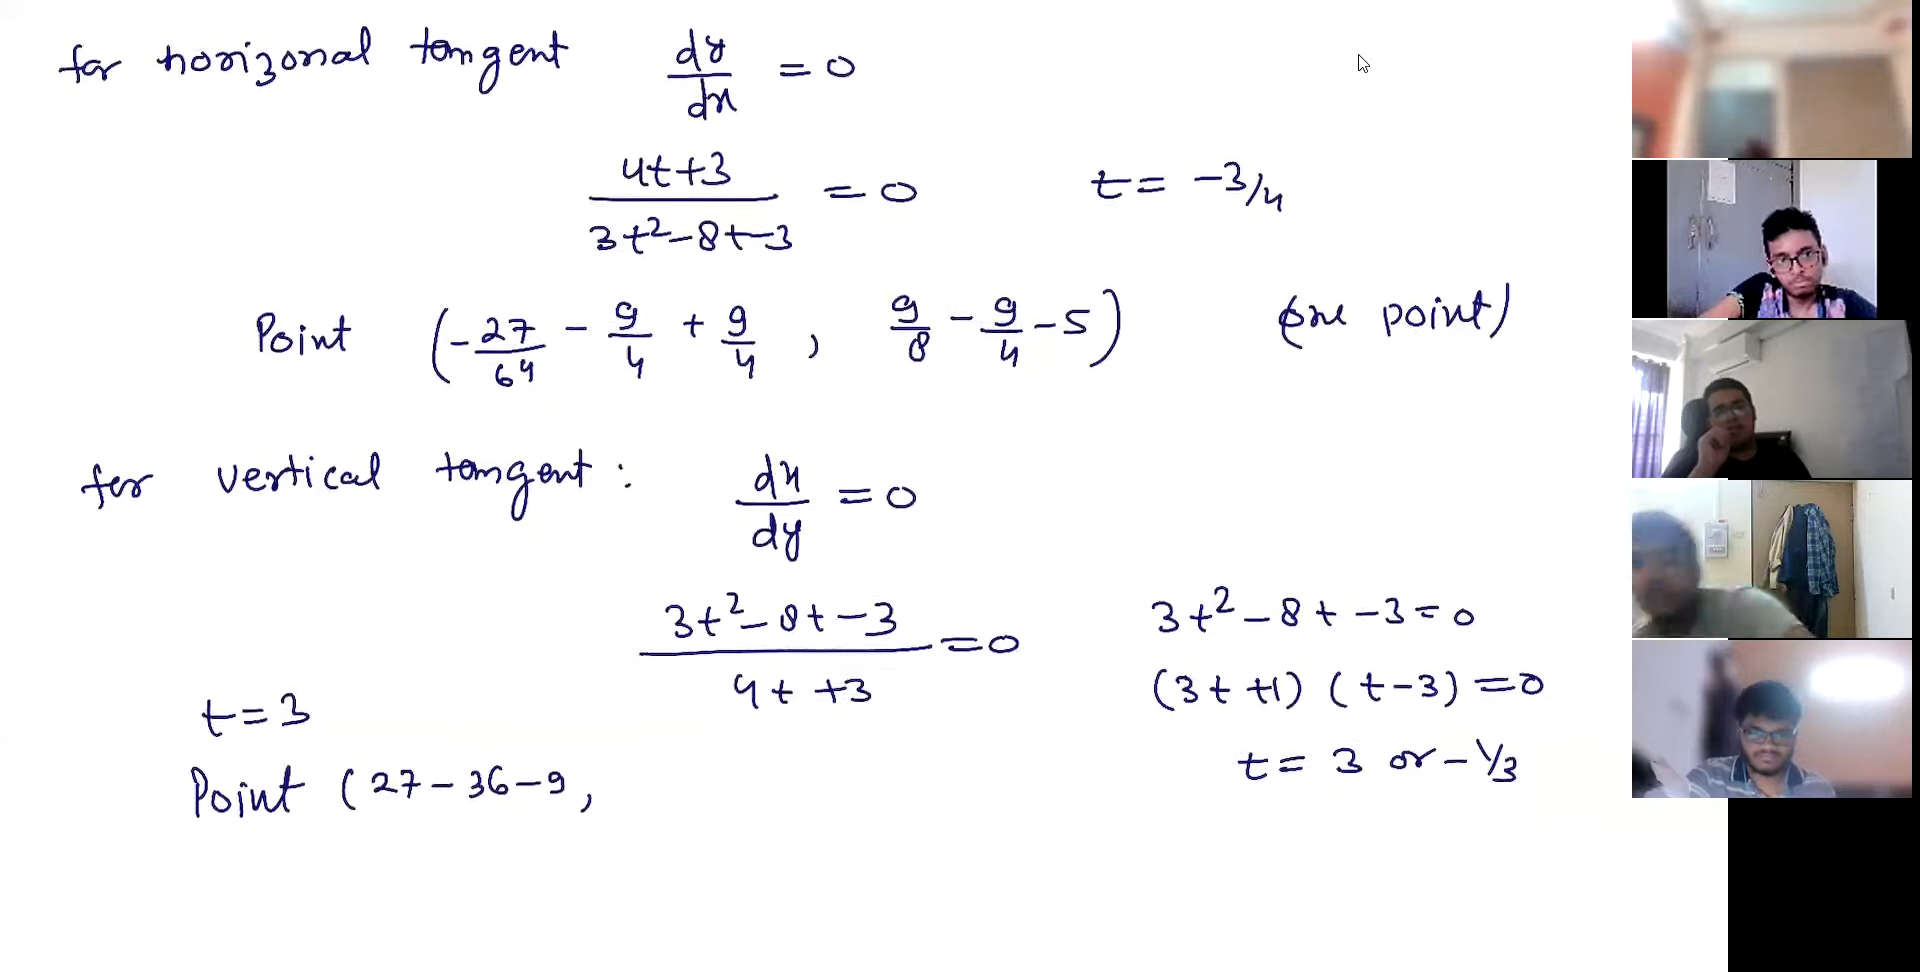 for horizonal tangent dy/dx = 0
(4t+3)/(3t²-8t-3) = 0 t = -3/4
Point (-27/64 - 9/4 + 9/4 , 9/8 - 9/4 - 5) (one point)
for vertical tangent : dx/dy = 0
(3t²-8t-3)/(4t+3) = 0 3t²-8t-3=0
(3t+1) (t-3) = 0
t = 3
t = 3 or -1/3
Point (27-36-9,